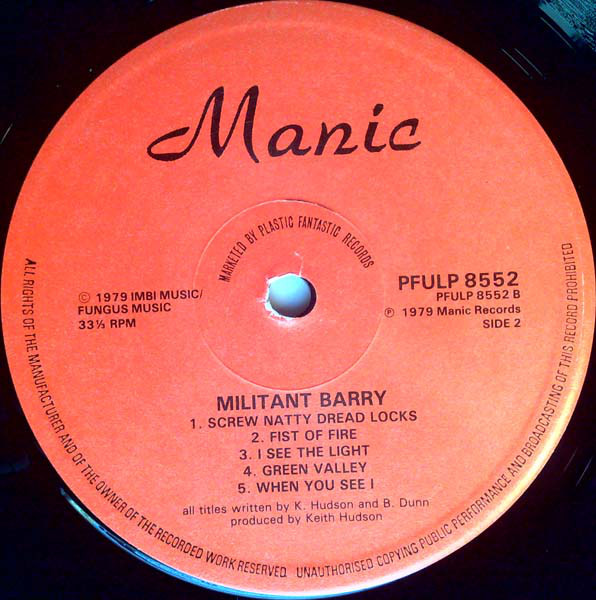 Manic
MARKETED BY PLASTIC FANTASTIC RECORDS
© 1979 IMBI MUSIC/
FUNGUS MUSIC
33⅓ RPM
PFULP 8552
PFULP 8552 B
℗ 1979 Manic Records
SIDE 2
MILITANT BARRY
1. SCREW NATTY DREAD LOCKS
2. FIST OF FIRE
3. I SEE THE LIGHT
4. GREEN VALLEY
5. WHEN YOU SEE I
all titles written by K. Hudson and B. Dunn
produced by Keith Hudson
ALL RIGHTS OF THE MANUFACTURER AND OF THE OWNER OF THE RECORDED WORK RESERVED. UNAUTHORISED COPYING PUBLIC PERFORMANCE AND BROADCASTING OF THIS RECORD PROHIBITED